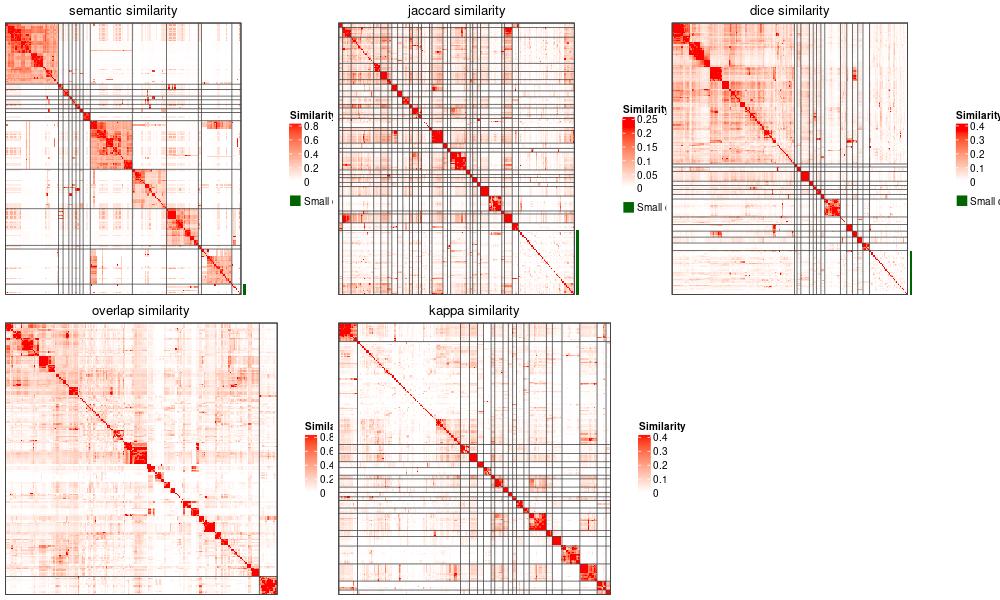 semantic similarity
Similarity
0.8
0.6
0.4
0.2
0
Small
jaccard similarity
Similarity
0.25
0.2
0.15
0.1
0.05
0
Small
dice similarity
Similarity
0.4
0.3
0.2
0.1
0
Small
overlap similarity
Similarity
0.8
0.6
0.4
0.2
0
kappa similarity
Similarity
0.4
0.3
0.2
0.1
0